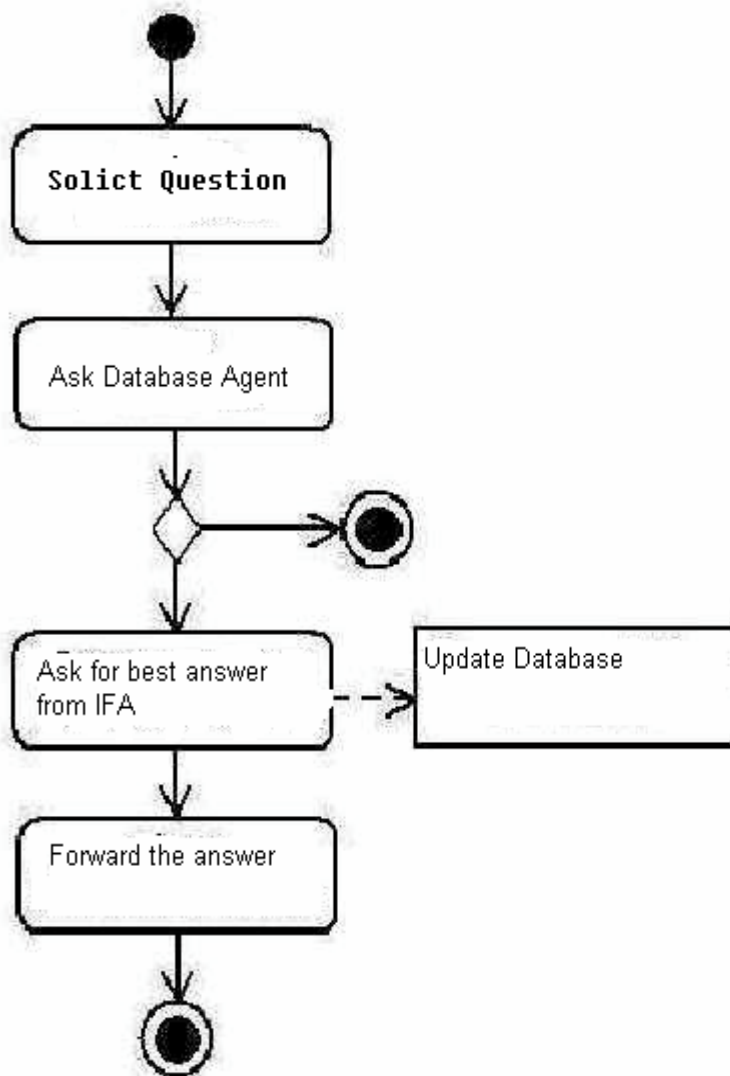 Solict Question
Ask Database Agent
Ask for best answer
from IFA
Update Database
Forward the answer